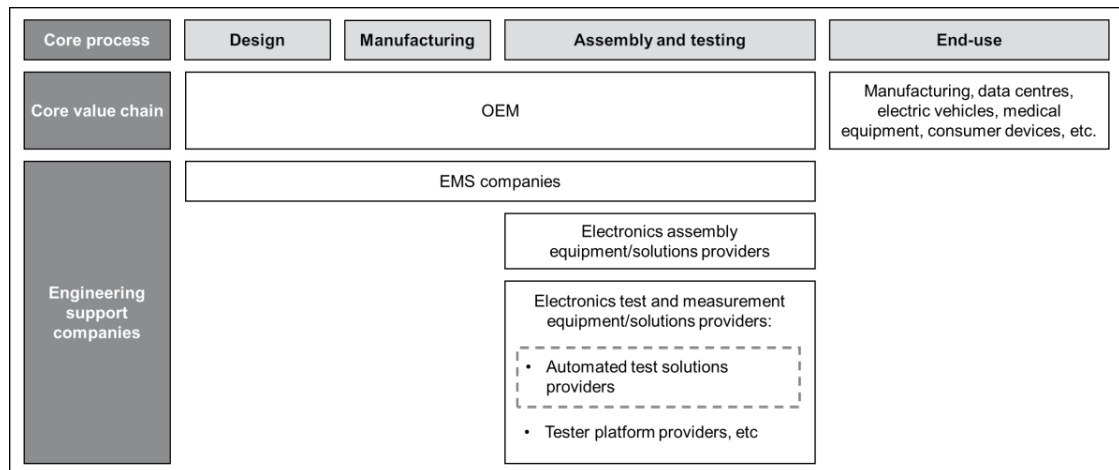 Core process
Design
Manufacturing
Assembly and testing
End-use
Core value chain
OEM
Manufacturing, data centres,
electric vehicles, medical
equipment, consumer devices, etc.
Engineering
support
companies
EMS companies
Electronics assembly
equipment/solutions providers
Electronics test and measurement
equipment/solutions providers:
• Automated test solutions
providers
• Tester platform providers, etc